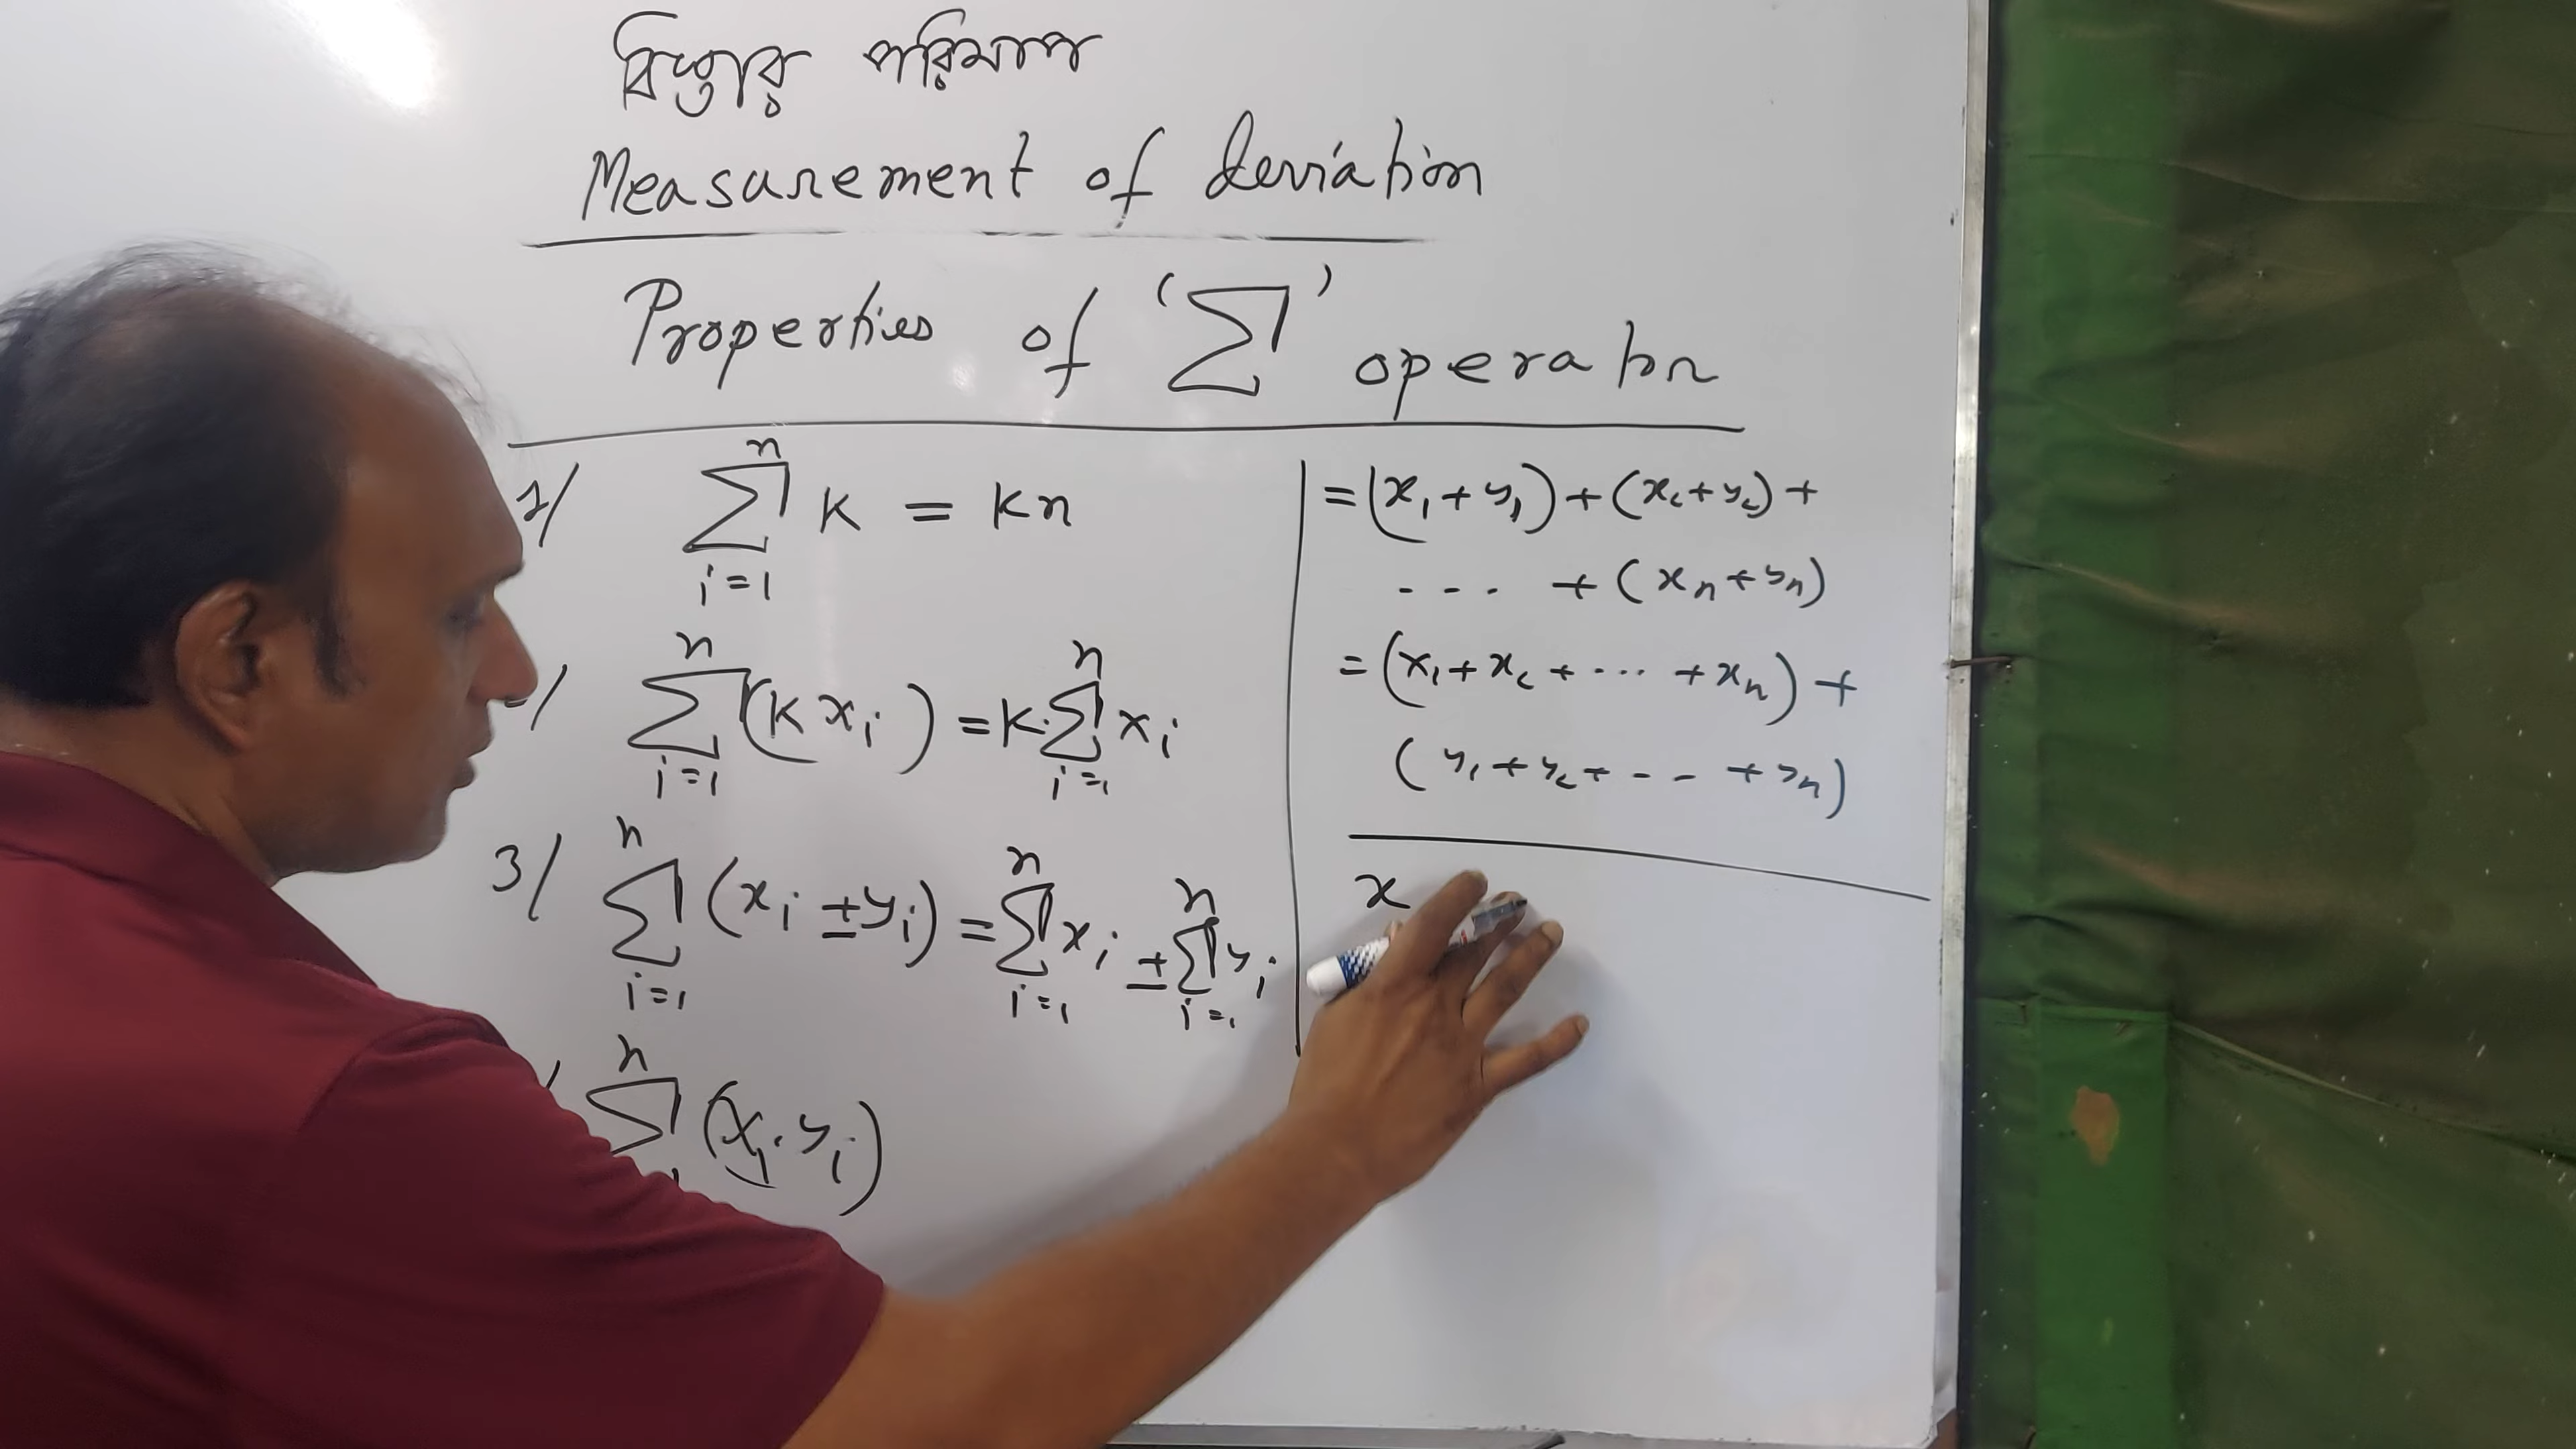 বিস্তার পরিমাপ
Measurement of deviation
Properties of '∑' operator
1/ ∑_{i=1}^{n} K = Kn
/ ∑_{i=1}^{n} (K x_i) = K·∑_{i=1}^{n} x_i
3/ ∑_{i=1}^{n} (x_i ± y_i) = ∑_{i=1}^{n} x_i ± ∑_{i=1}^{n} y_i
/ ∑^{n} (x_i · y_i)
= (x_1 + y_1) + (x_2 + y_2) +
... + (x_n + y_n)
= (x_1 + x_2 + ... + x_n) +
(y_1 + y_2 + -- + y_n)
x